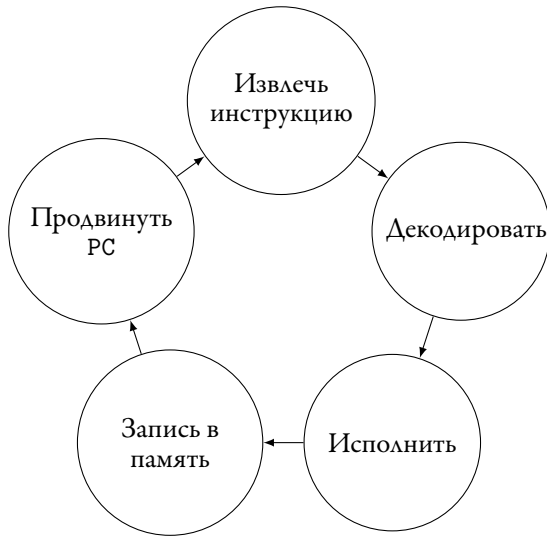 Извлечь
инструкцию
Декодировать
Исполнить
Запись в
память
Продвинуть
PC